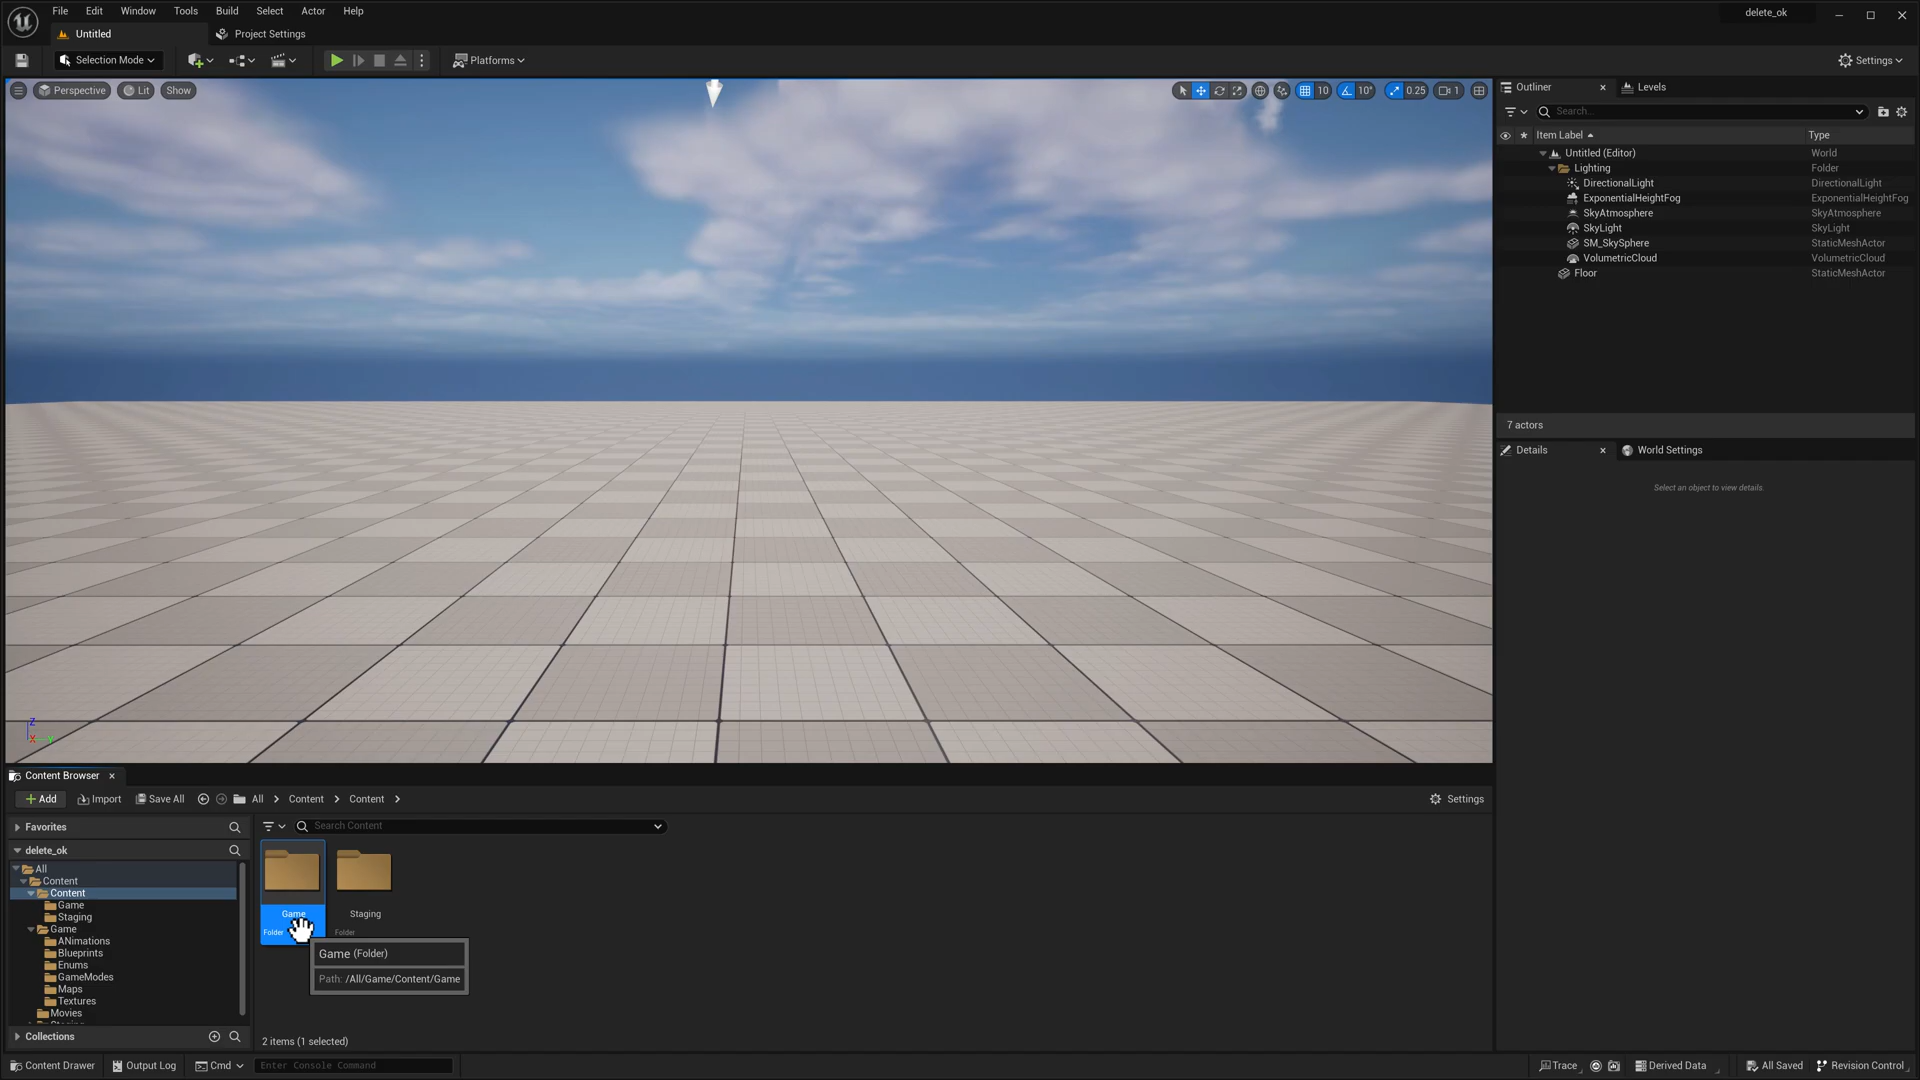 File Edit Window Tools Build Select Actor Help
delete_ok
Untitled
Project Settings
Selection Mode
Platforms
Settings
Perspective Lit Show
10 10° 0.25 1
Outliner
Levels
Search...
Item Label Type
Untitled (Editor) World
Lighting Folder
DirectionalLight DirectionalLight
ExponentialHeightFog ExponentialHeightFog
SkyAtmosphere SkyAtmosphere
SkyLight SkyLight
SM_SkySphere StaticMeshActor
VolumetricCloud VolumetricCloud
Floor StaticMeshActor
7 actors
Details
World Settings
Select an object to view details.
Z
X Y
Content Browser
Add Import Save All All Content Content
Settings
Favorites
delete_ok
All
Content
Content
Game
Staging
Game
ANimations
Blueprints
Enums
GameModes
Maps
Textures
Movies
Collections
Search Content
Game Staging
Folder Folder
Game (Folder)
Path: /All/Game/Content/Game
2 items (1 selected)
Content Drawer Output Log Cmd Enter Console Command
Trace Derived Data All Saved Revision Control